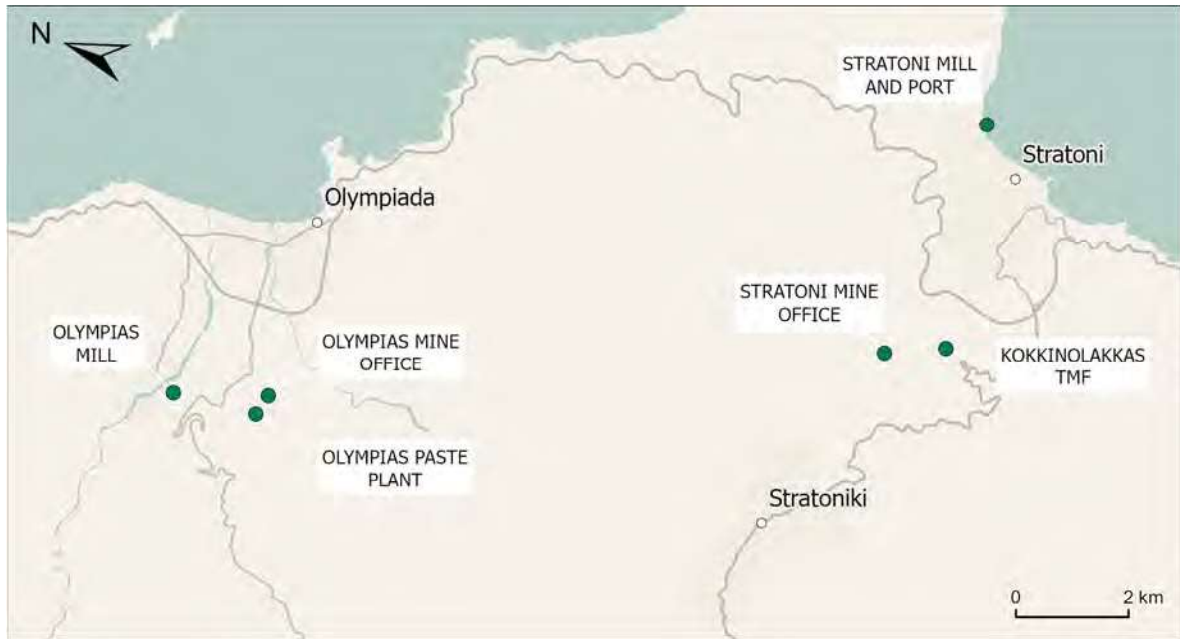 N
STRATONI MILL
AND PORT
Stratoni
Olympiada
STRATONI MINE
OFFICE
OLYMPIAS
MILL
OLYMPIAS MINE
OFFICE
KOKKINOLAKKAS
TMF
OLYMPIAS PASTE
PLANT
Stratoniki
0 2 km